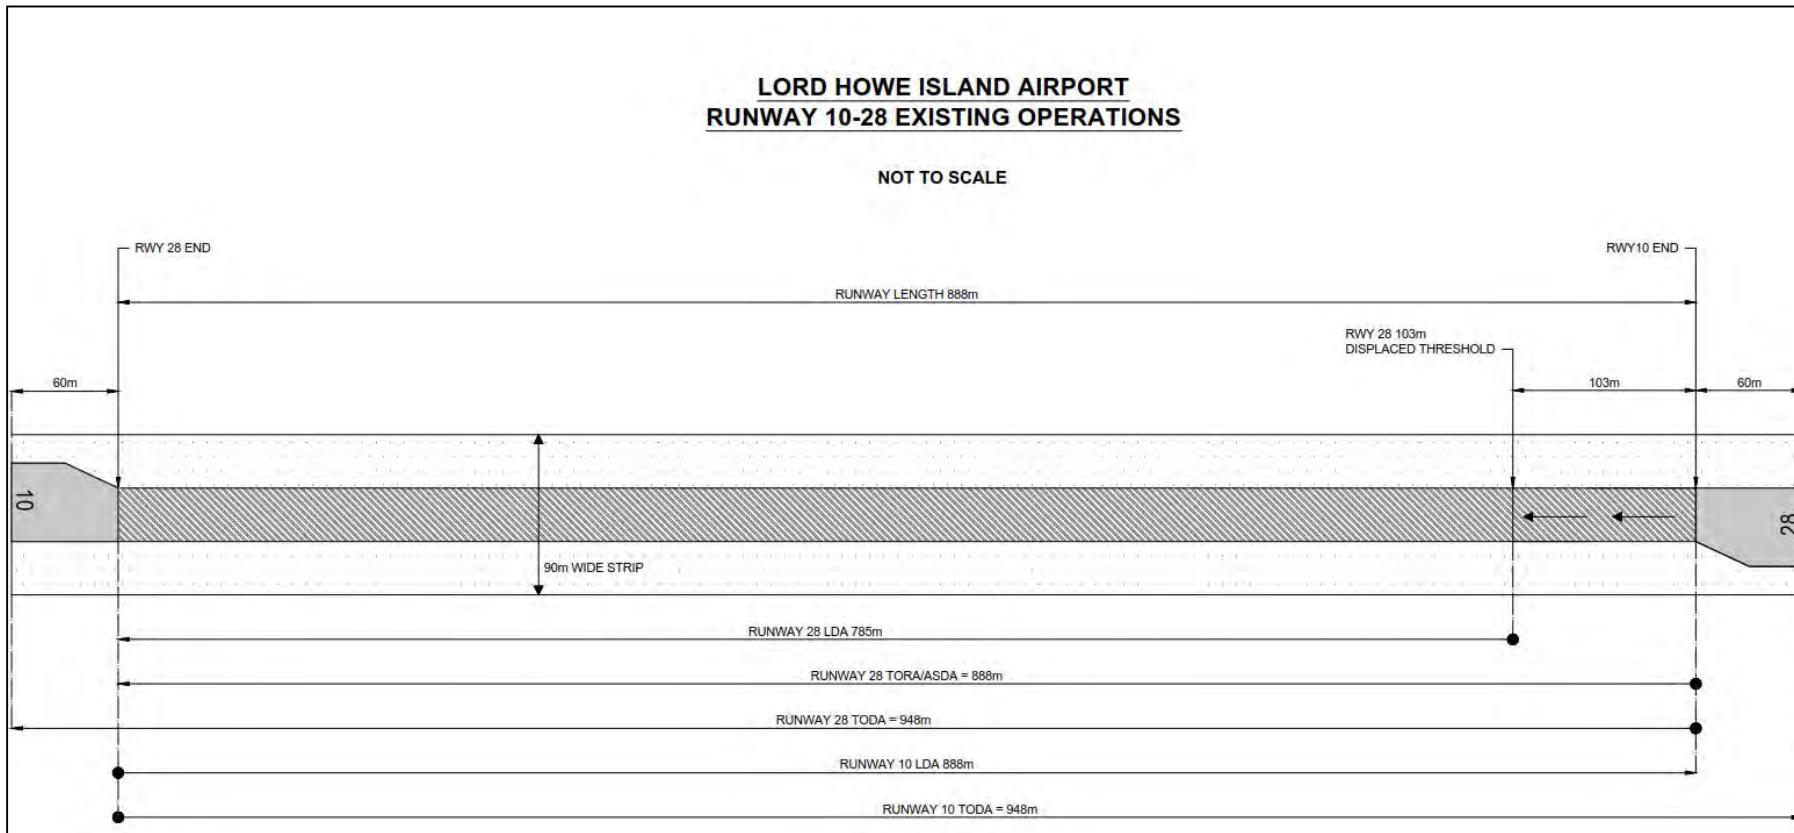 LORD HOWE ISLAND AIRPORT
RUNWAY 10-28 EXISTING OPERATIONS
NOT TO SCALE
RWY 28 END
RWY10 END
RUNWAY LENGTH 888m
RWY 28 103m
DISPLACED THRESHOLD
60m
103m
60m
10
28
90m WIDE STRIP
RUNWAY 28 LDA 785m
RUNWAY 28 TORA/ASDA = 888m
RUNWAY 28 TODA = 948m
RUNWAY 10 LDA 888m
RUNWAY 10 TODA = 948m